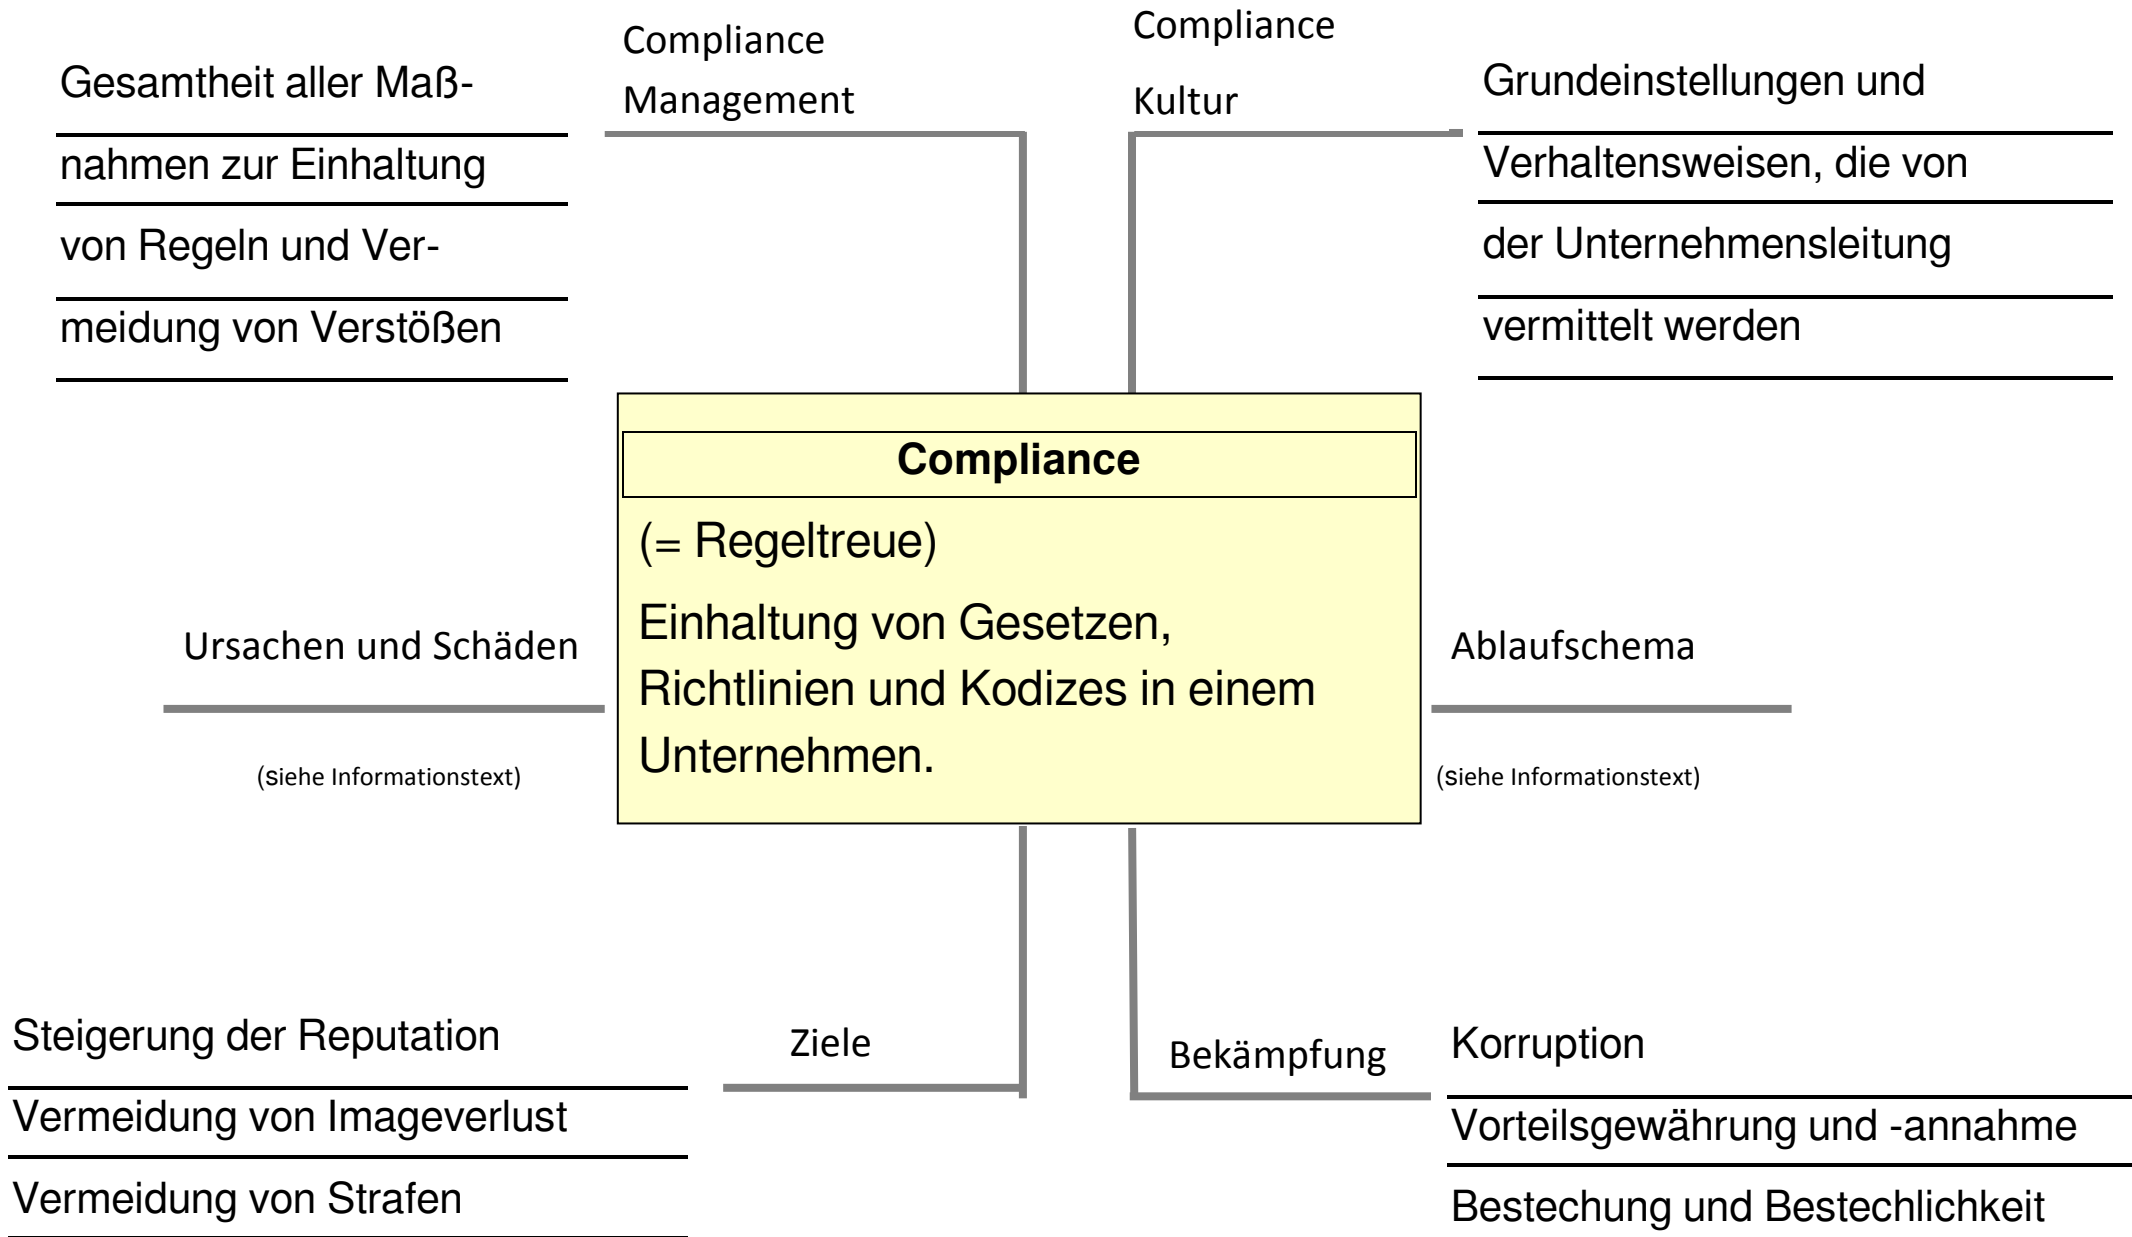 Compliance
Management
Gesamtheit aller Maß-
nahmen zur Einhaltung
von Regeln und Ver-
meidung von Verstößen
Compliance
Kultur
Grundeinstellungen und
Verhaltensweisen, die von
der Unternehmensleitung
vermittelt werden
Compliance
(= Regeltreue)
Einhaltung von Gesetzen,
Richtlinien und Kodizes in einem
Unternehmen.
Ursachen und Schäden
(siehe Informationstext)
Ablaufschema
(siehe Informationstext)
Ziele
Steigerung der Reputation
Vermeidung von Imageverlust
Vermeidung von Strafen
Bekämpfung
Korruption
Vorteilsgewährung und -annahme
Bestechung und Bestechlichkeit